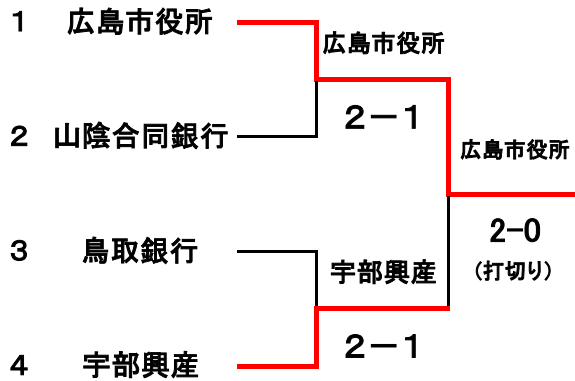 1 広島市役所
広島市役所
2－1
2 山陰合同銀行
広島市役所
2-0
(打切り)
3 鳥取銀行
宇部興産
2－1
4 宇部興産